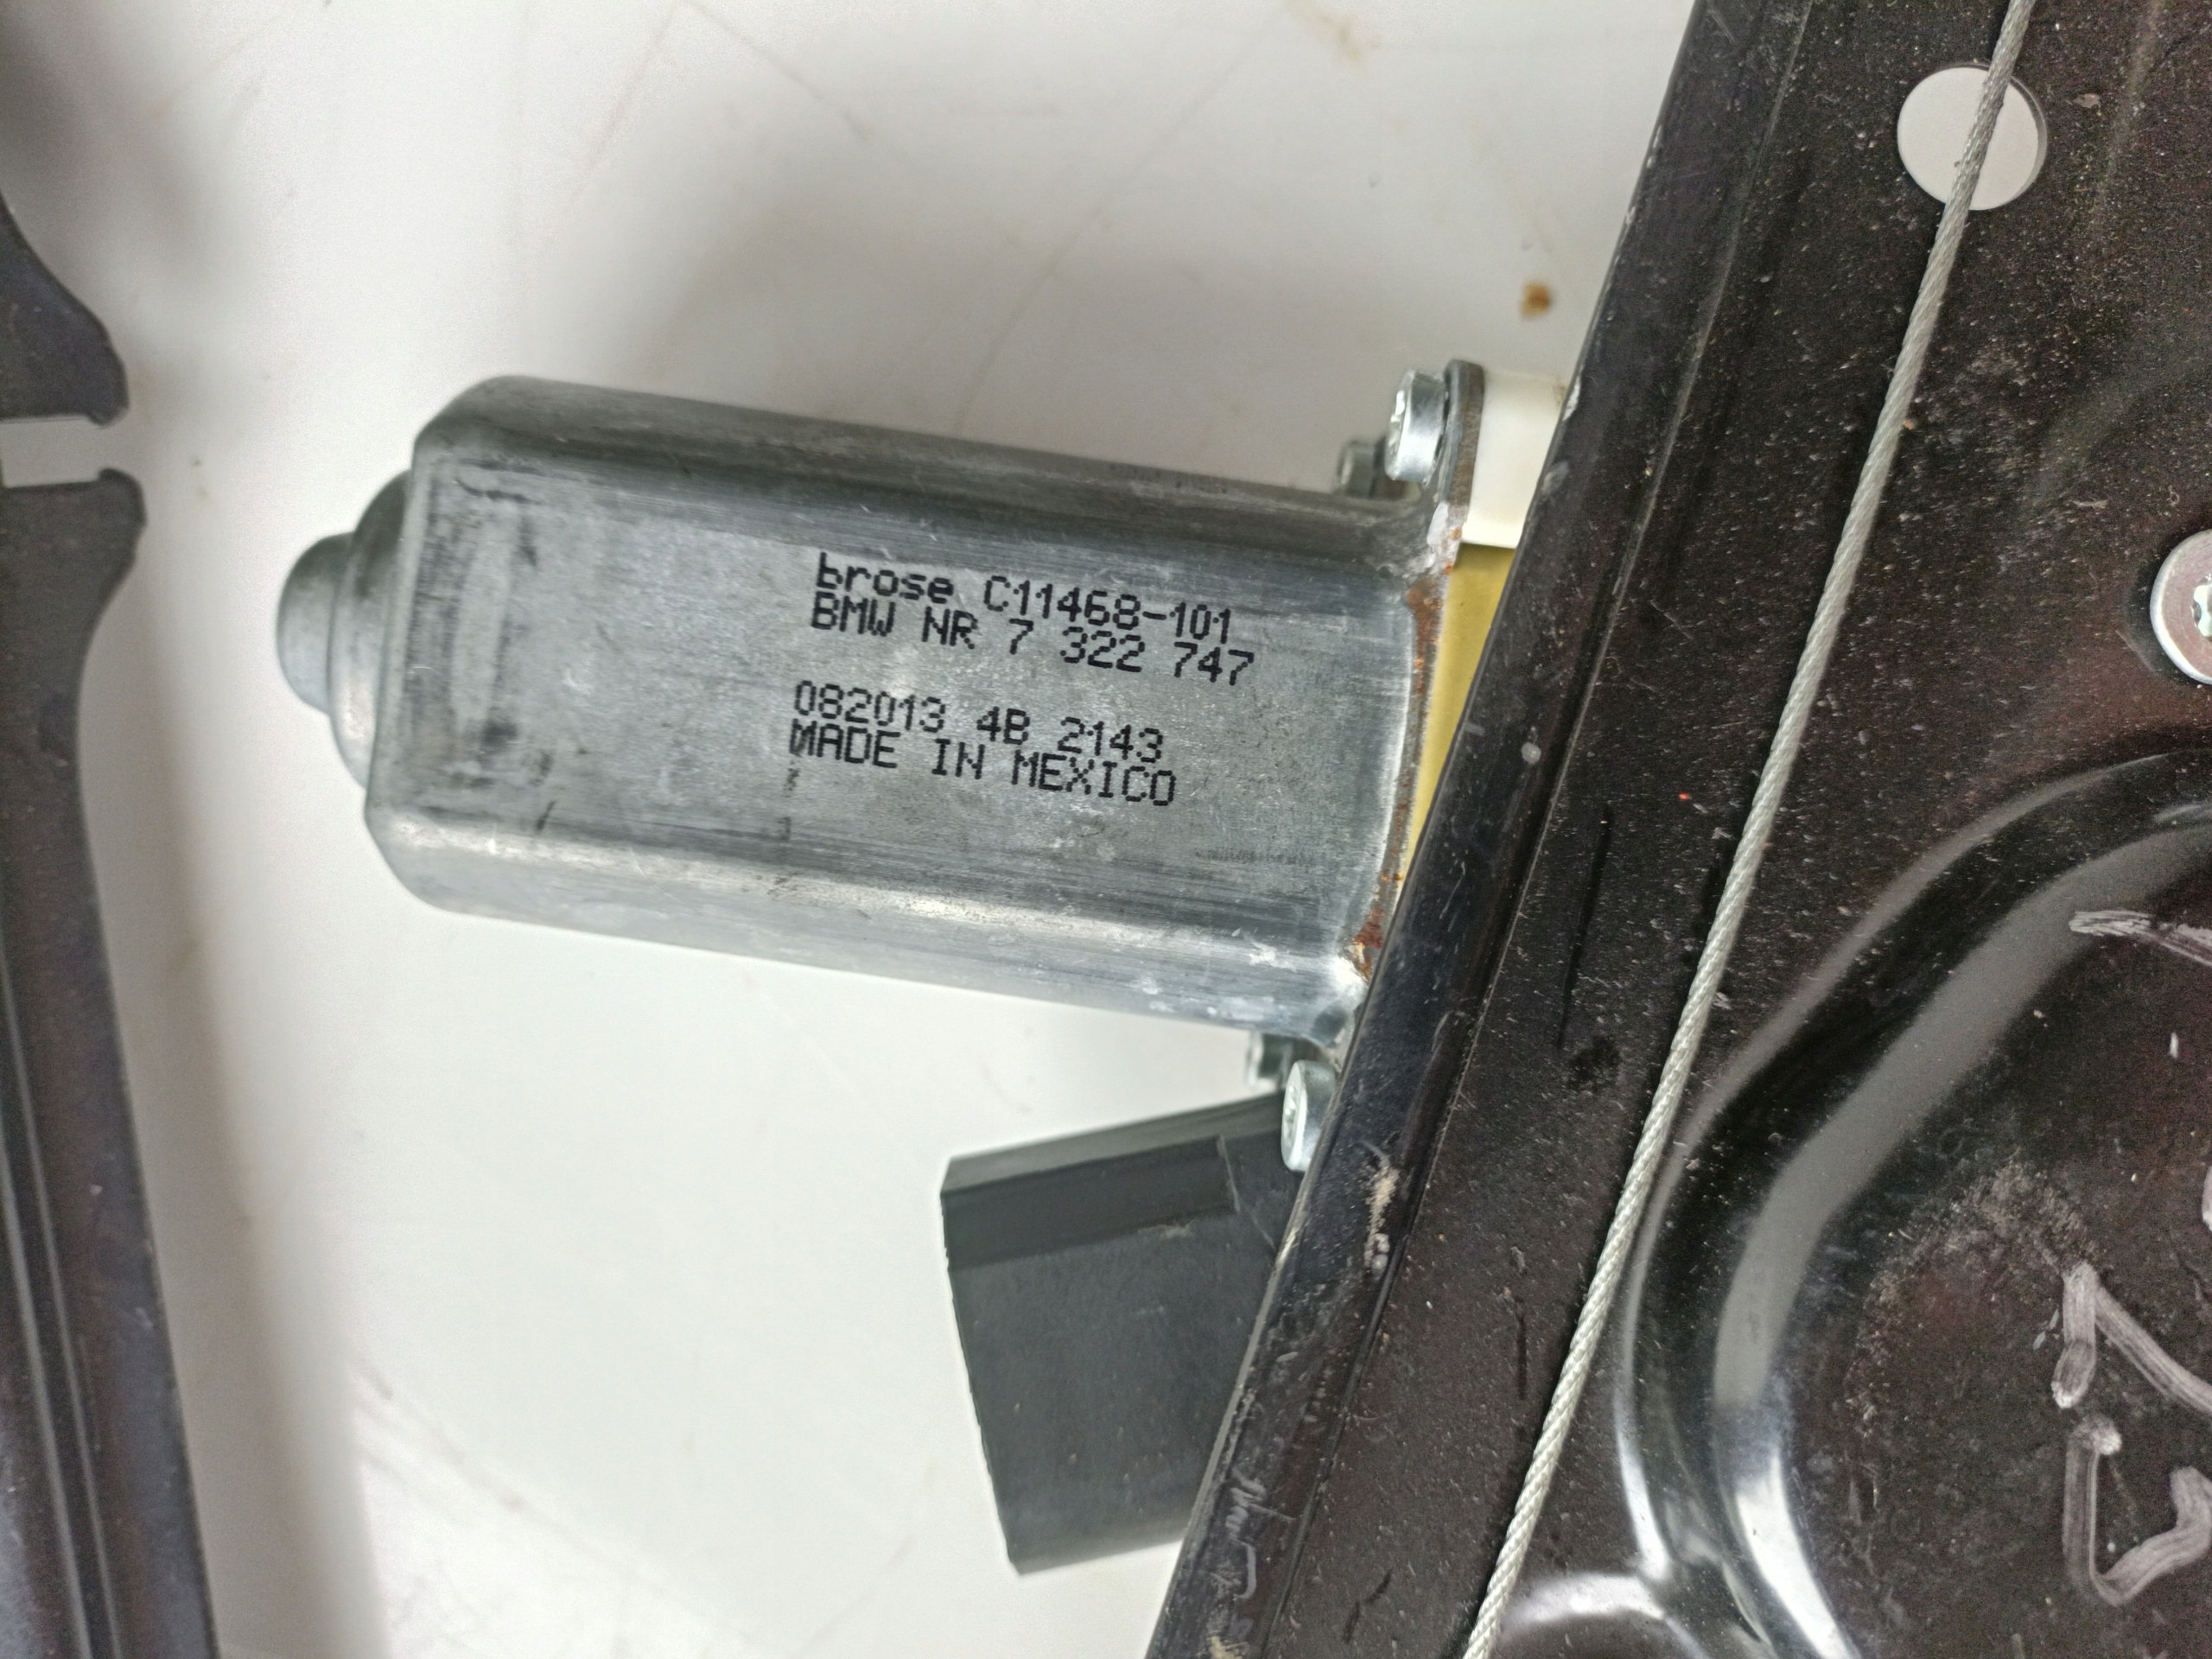 brose C11468-101
BMW NR 7 322 747
082013 4B 2143
MADE IN MEXICO